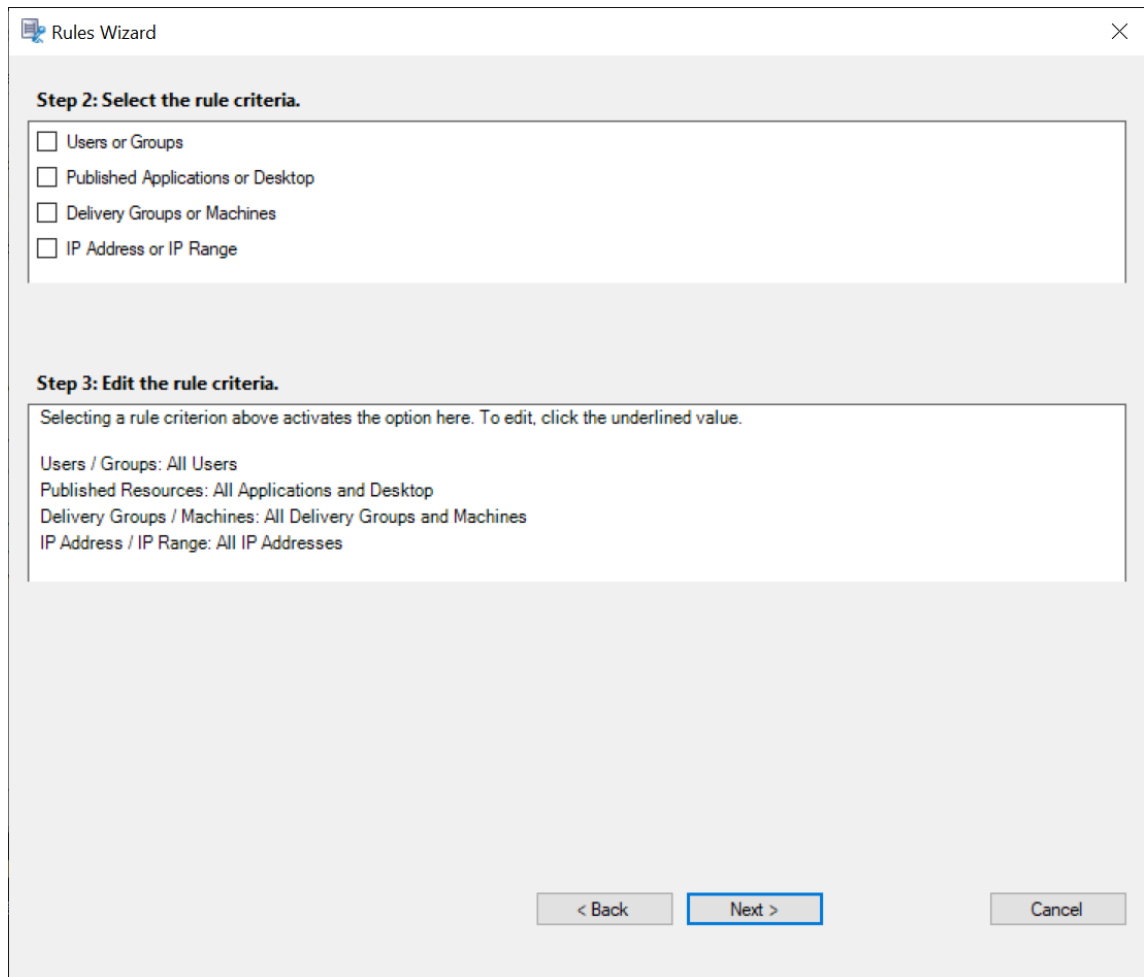 Rules Wizard
Step 2: Select the rule criteria.
Users or Groups
Published Applications or Desktop
Delivery Groups or Machines
IP Address or IP Range
Step 3: Edit the rule criteria.
Selecting a rule criterion above activates the option here. To edit, click the underlined value.
Users / Groups: All Users
Published Resources: All Applications and Desktop
Delivery Groups / Machines: All Delivery Groups and Machines
IP Address / IP Range: All IP Addresses
< Back Next > Cancel